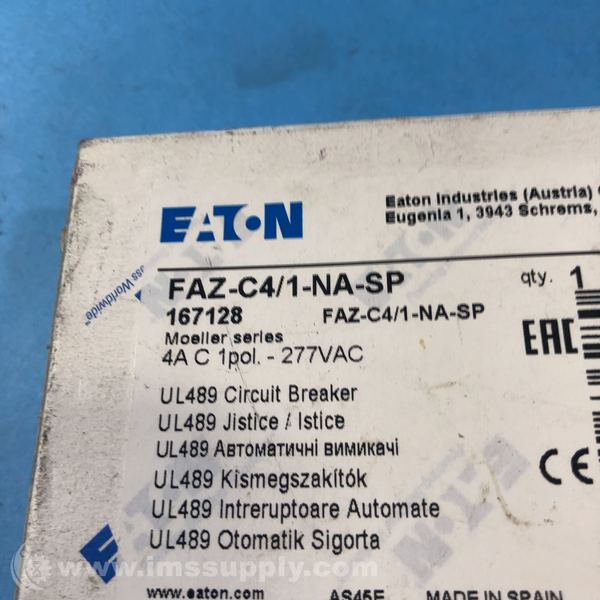 Eaton Industries (Austria)
Eugenia 1, 3943 Schrems,
EATON
FAZ-C4/1-NA-SP
qty. 1
167128 FAZ-C4/1-NA-SP
Moeller series
4A C 1pol. - 277VAC
EAC
UL489 Circuit Breaker
UL489 Jistice / Istice
UL489 Автоматичні вимикачі
CE
UL489 Kismegszakítók
UL489 Intreruptoare Automate
UL489 Otomatik Sigorta
www.eaton.com AS45F MADE IN SPAIN
Worldwide"
© www.imssupply.com